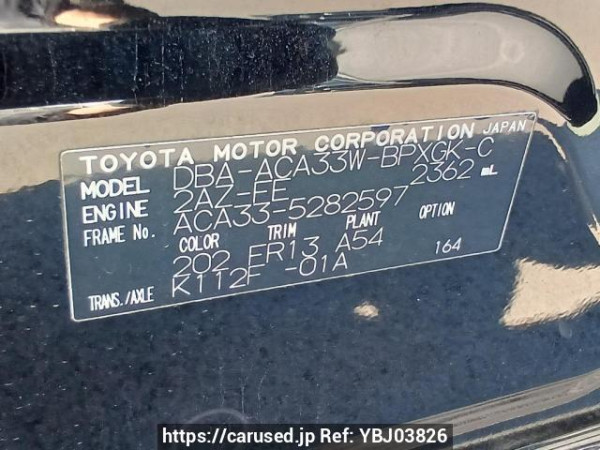 TOYOTA MOTOR CORPORATION JAPAN
MODEL DBA-ACA33W-BPXGK-C
ENGINE 2AZ-FE 2362 mL
FRAME No. ACA33-5282597
COLOR TRIM PLANT OPTION
202 FR13 A54 164
TRANS./AXLE K112F -01A
https://carused.jp Ref: YBJ03826